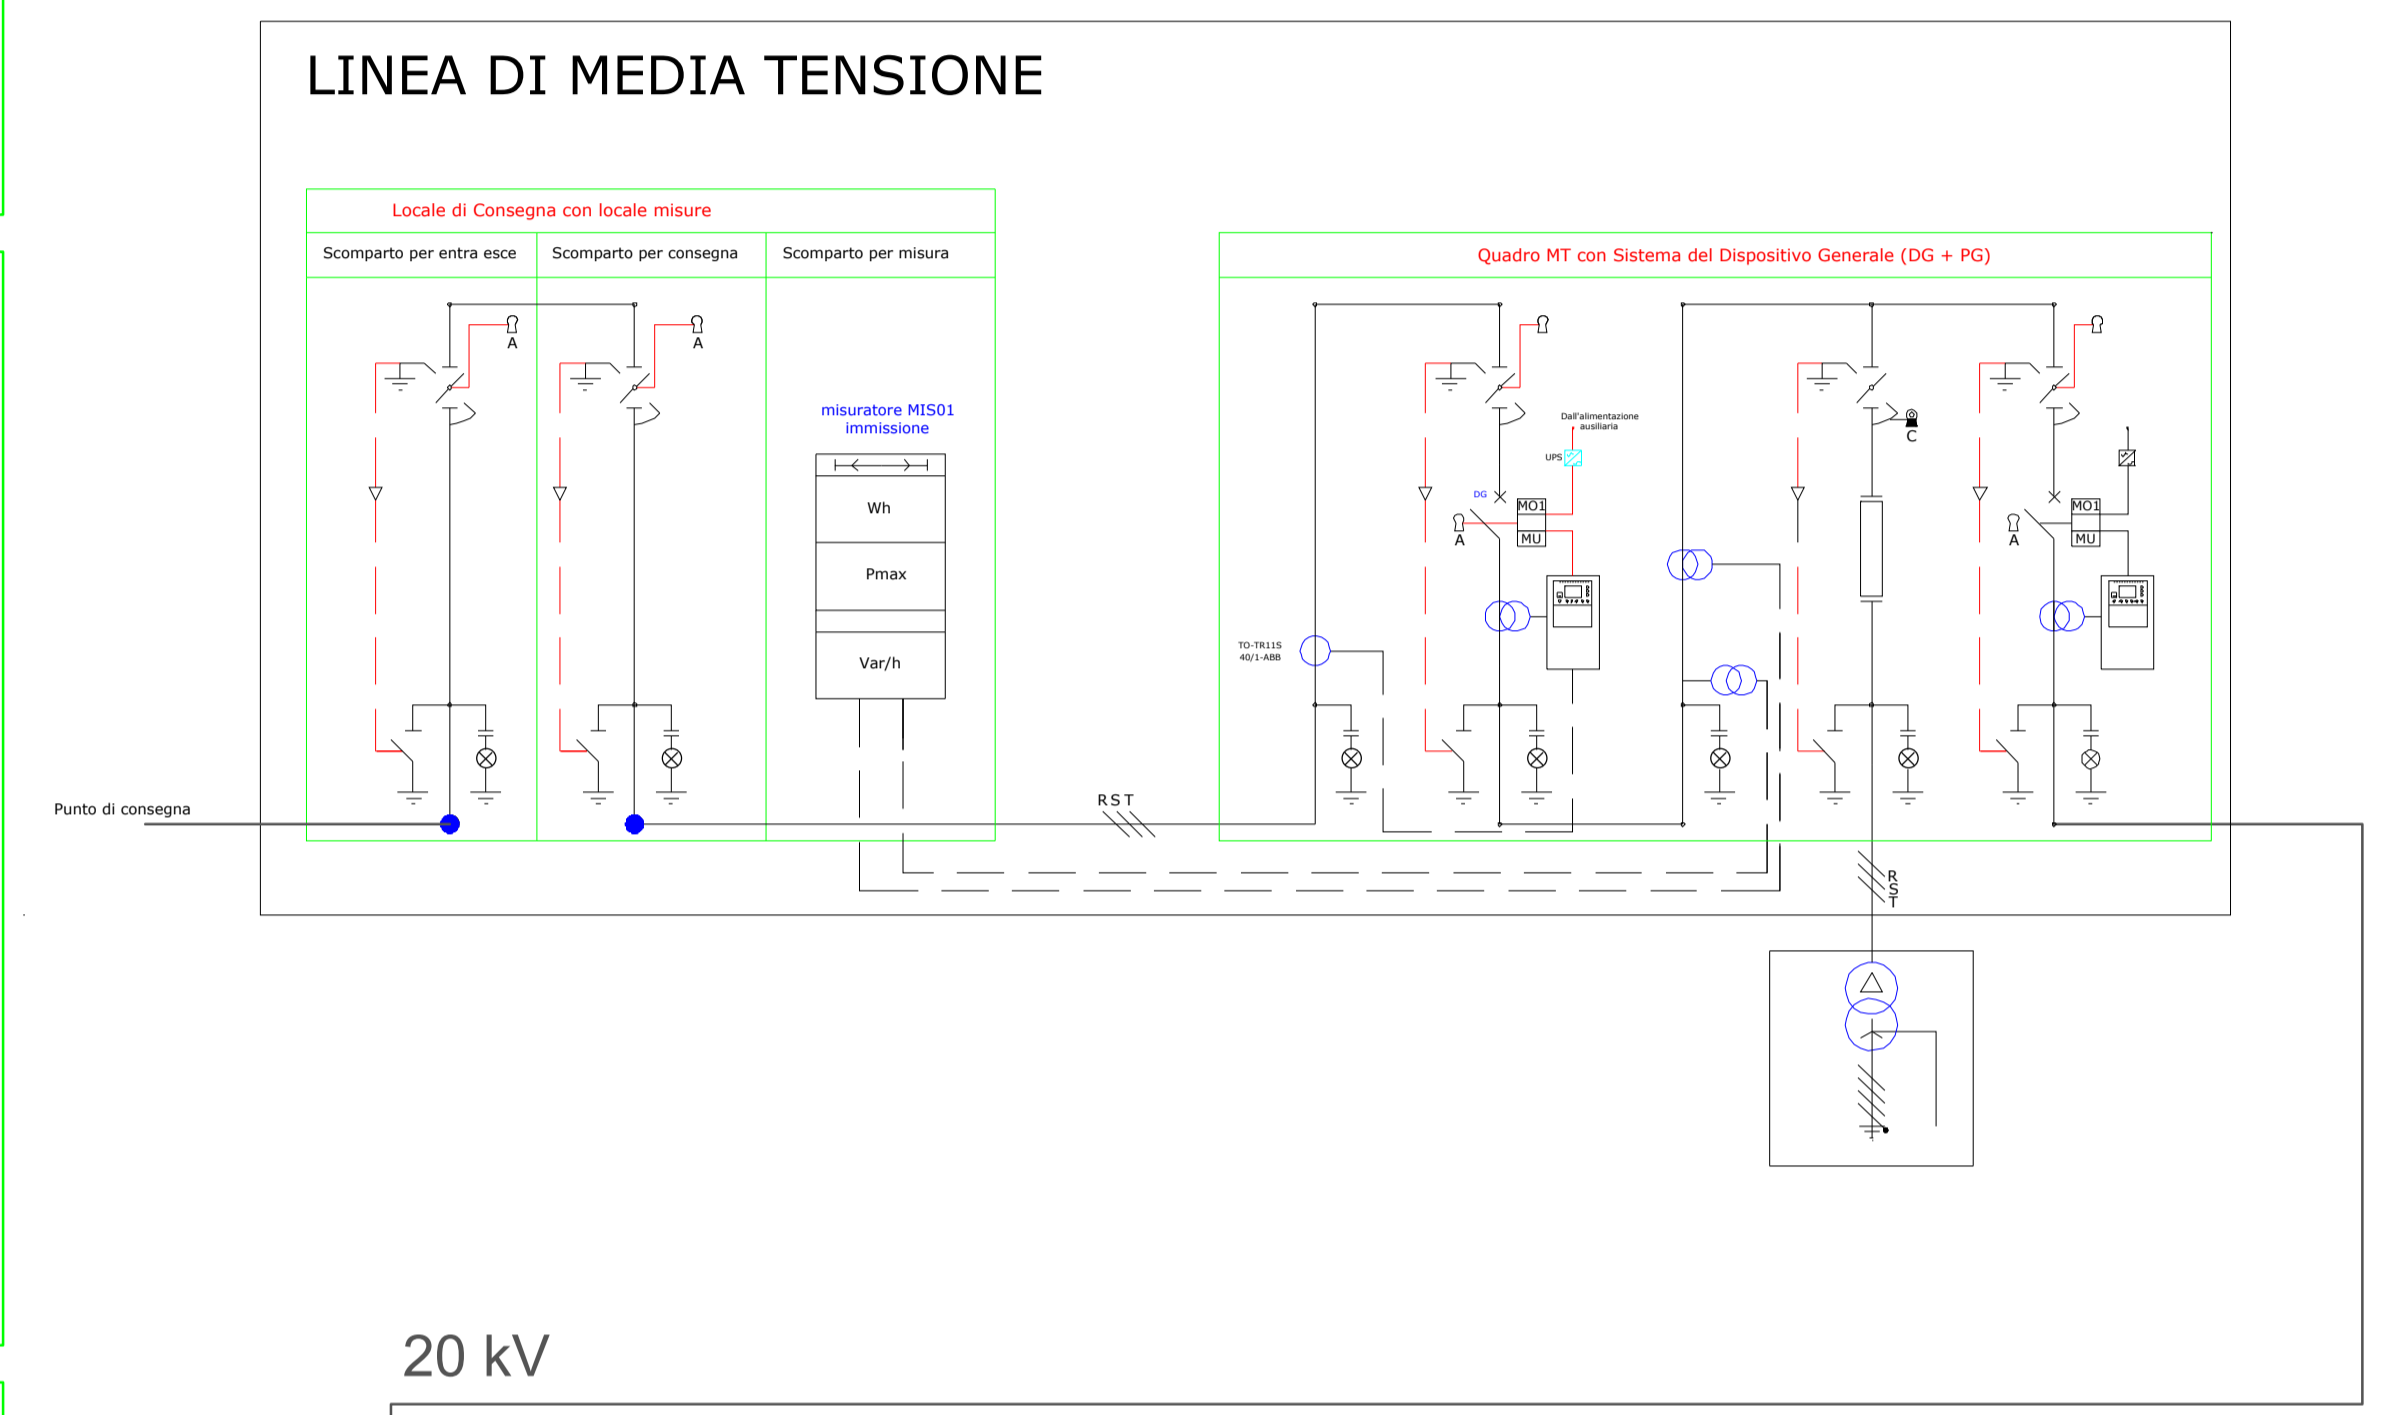 LINEA DI MEDIA TENSIONE
Locale di Consegna con locale misure
Scomparto per entra esce
Scomparto per consegna
Scomparto per misura
Quadro MT con Sistema del Dispositivo Generale (DG + PG)
A
A
misuratore MIS01
immissione
Wh
Pmax
Var/h
Dall'alimentazione
ausiliaria
UPS
DG
MO1
MU
A
C
MO1
MU
A
TO-TR11S
40/1-ABB
Punto di consegna
R S T
R
S
T
20 kV